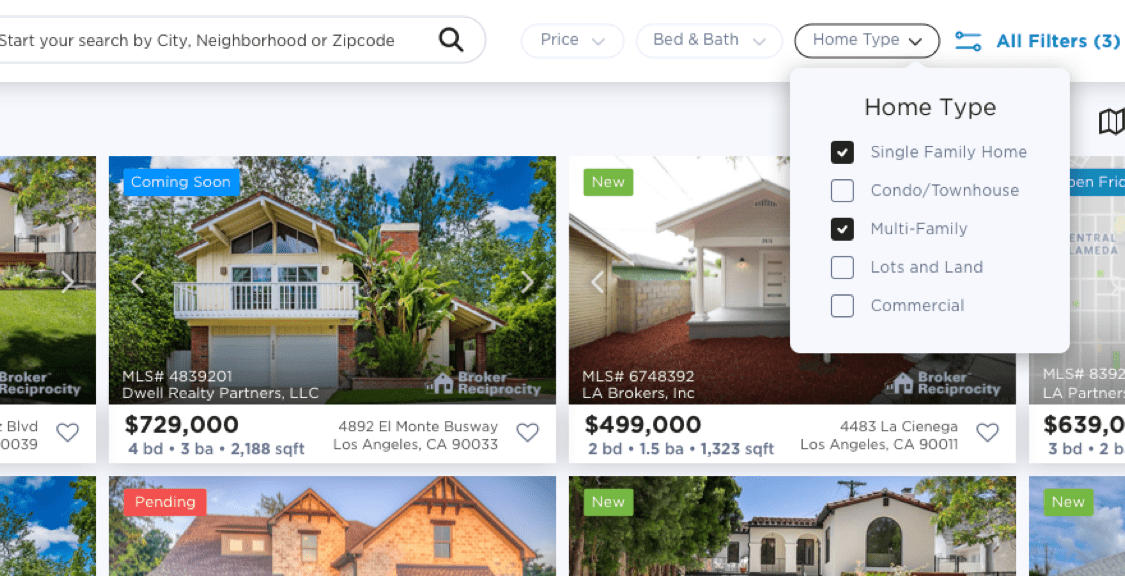 Start your search by City, Neighborhood or Zipcode
Price
Bed & Bath
Home Type
All Filters (3)
Home Type
Single Family Home
Condo/Townhouse
Multi-Family
Lots and Land
Commercial
Coming Soon
MLS# 4839201
Dwell Realty Partners, LLC
Broker
Reciprocity
$729,000
4 bd • 3 ba • 2,188 sqft
4892 El Monte Busway
Los Angeles, CA 90033
New
MLS# 6748392
LA Brokers, Inc
Broker
Reciprocity
$499,000
2 bd • 1.5 ba • 1,323 sqft
4483 La Cienega
Los Angeles, CA 90011
Broker
Reciprocity
Blvd
0039
pen Fri
ENTRAL
LAMEDA
MLS# 8392
LA Partner
$639,0
3 bd • 2 b
Pending
New
New